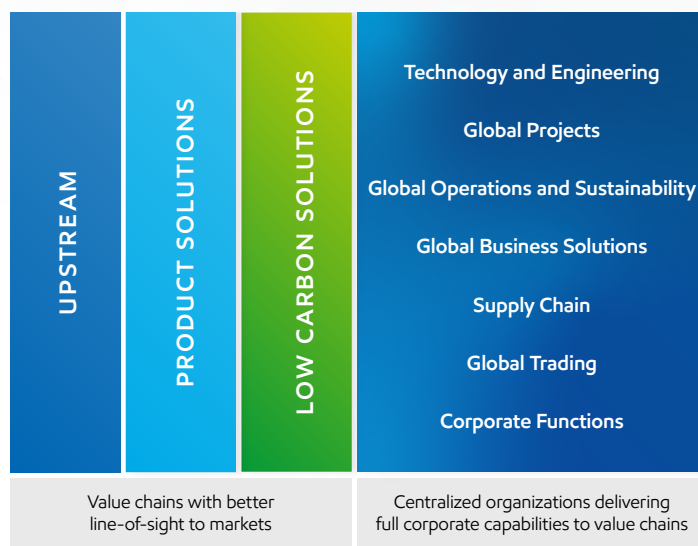 UPSTREAM
PRODUCT SOLUTIONS
LOW CARBON SOLUTIONS
Technology and Engineering
Global Projects
Global Operations and Sustainability
Global Business Solutions
Supply Chain
Global Trading
Corporate Functions
Value chains with better
line-of-sight to markets
Centralized organizations delivering
full corporate capabilities to value chains